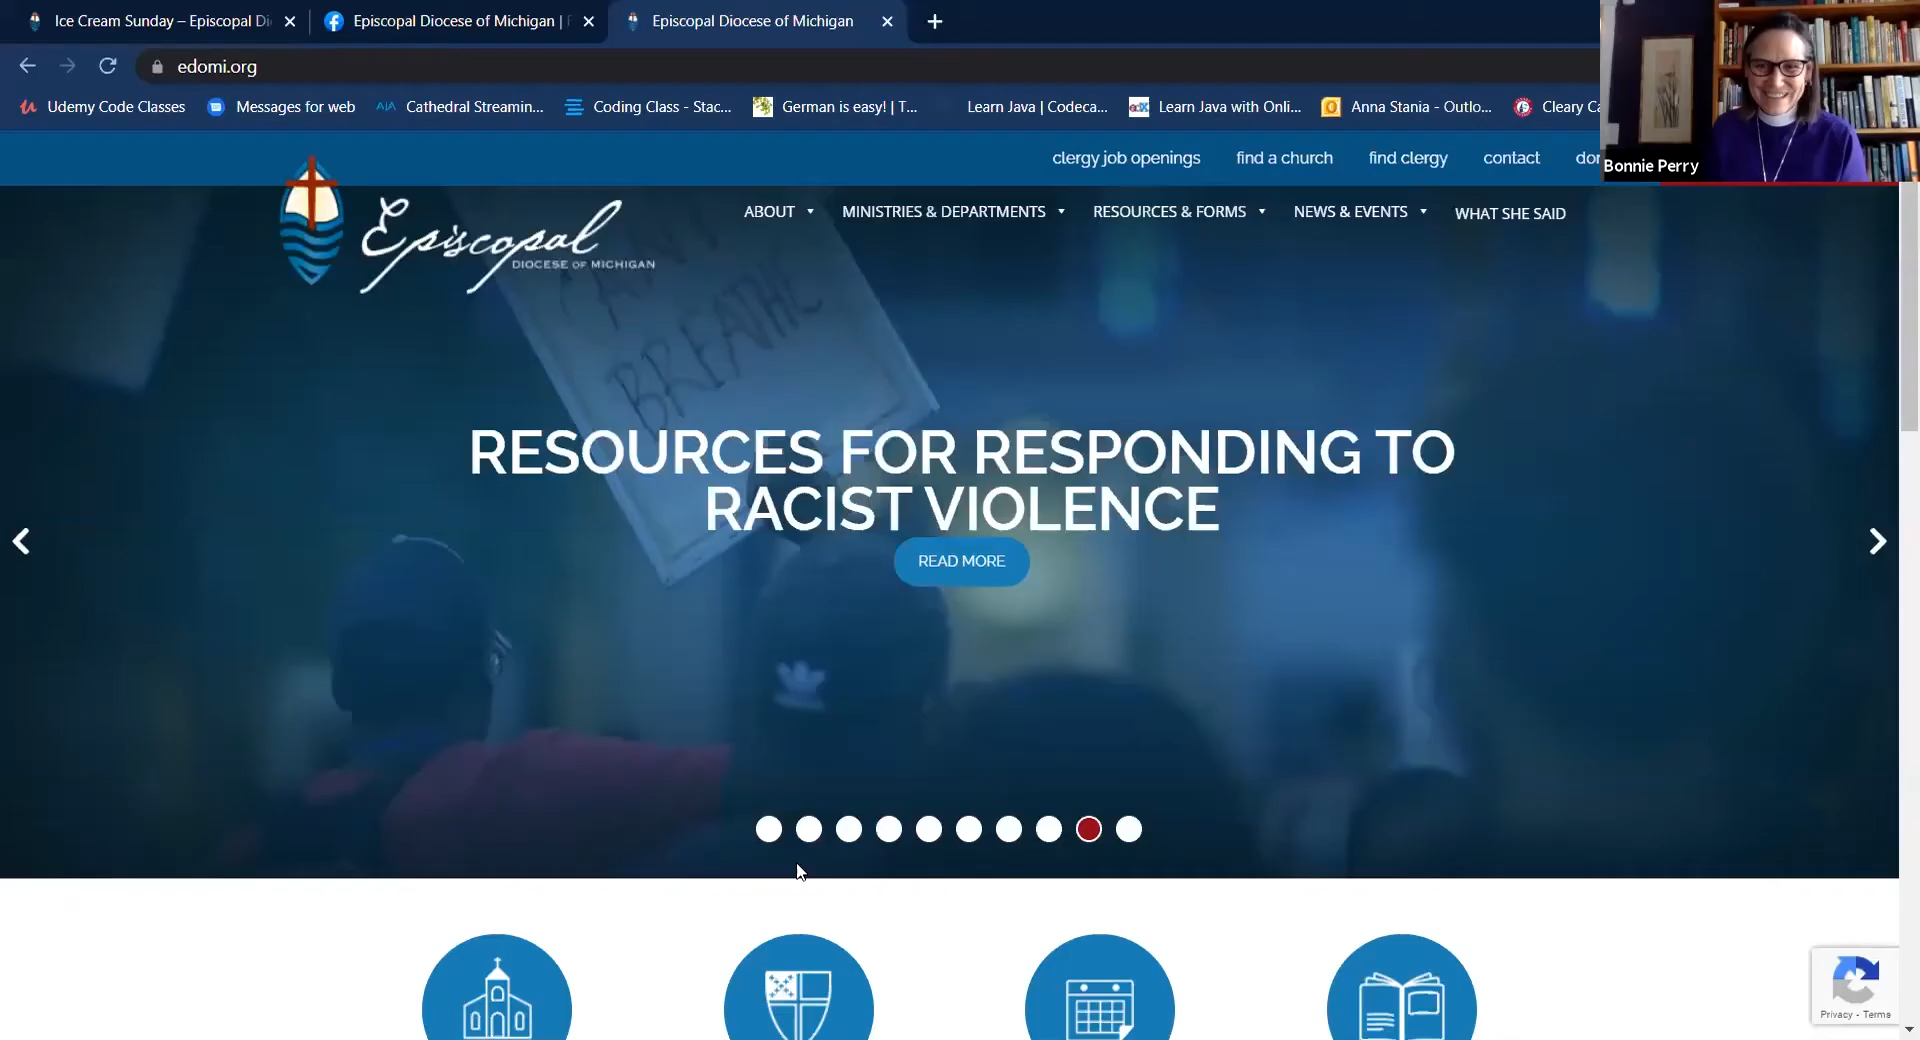 Ice Cream Sunday – Episcopal Di
Episcopal Diocese of Michigan |
Episcopal Diocese of Michigan
edomi.org
Udemy Code Classes
Messages for web
Cathedral Streamin...
Coding Class - Stac...
German is easy! | T...
Learn Java | Codeca...
Learn Java with Onli...
Anna Stania - Outlo...
Cleary Ca
Bonnie Perry
clergy job openings
find a church
find clergy
contact
don
Episcopal
DIOCESE OF MICHIGAN
ABOUT
MINISTRIES & DEPARTMENTS
RESOURCES & FORMS
NEWS & EVENTS
WHAT SHE SAID
BREATHE
RESOURCES FOR RESPONDING TO
RACIST VIOLENCE
READ MORE
Privacy - Terms